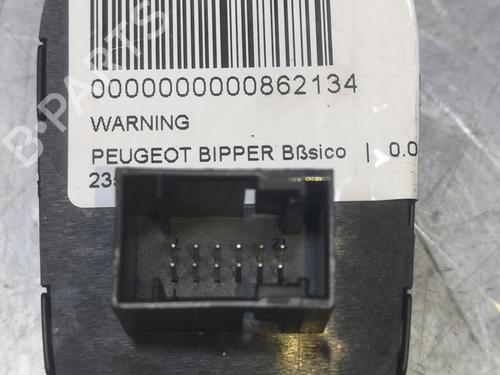 0000000000862134
WARNING
PEUGEOT BIPPER Bßsico | 0.0
B-PARTS